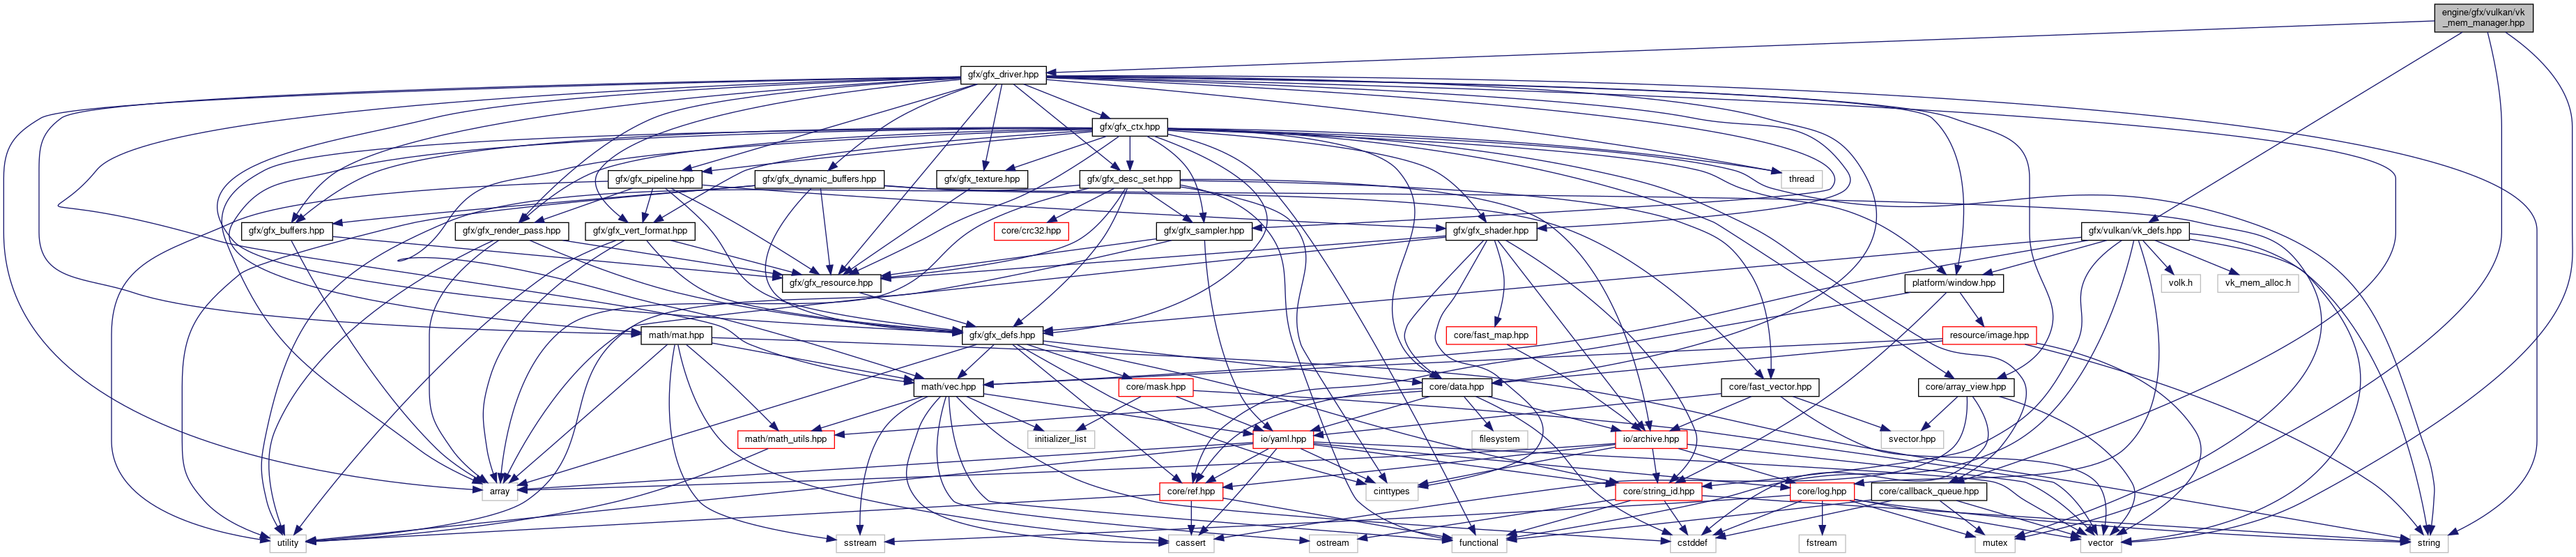 engine/gfx/vulkan/vk
_mem_manager.hpp
gfx/gfx_driver.hpp
gfx/gfx_ctx.hpp
thread
gfx/gfx_pipeline.hpp
gfx/gfx_dynamic_buffers.hpp
gfx/gfx_texture.hpp
gfx/gfx_desc_set.hpp
gfx/gfx_buffers.hpp
gfx/gfx_render_pass.hpp
gfx/gfx_vert_format.hpp
core/crc32.hpp
gfx/gfx_sampler.hpp
gfx/gfx_shader.hpp
gfx/vulkan/vk_defs.hpp
gfx/gfx_resource.hpp
platform/window.hpp
volk.h
vk_mem_alloc.h
math/mat.hpp
gfx/gfx_defs.hpp
core/fast_map.hpp
resource/image.hpp
math/vec.hpp
core/mask.hpp
core/data.hpp
core/fast_vector.hpp
core/array_view.hpp
math/math_utils.hpp
initializer_list
io/yaml.hpp
filesystem
io/archive.hpp
svector.hpp
array
core/ref.hpp
cinttypes
core/string_id.hpp
core/log.hpp
core/callback_queue.hpp
utility
sstream
cassert
ostream
functional
cstddef
fstream
mutex
vector
string